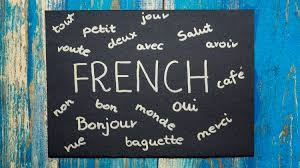 jour
tout petit Salut
deux
route avec avoir
FRENCH
café
non bon monde oui
Bonjour merci
rue baguette